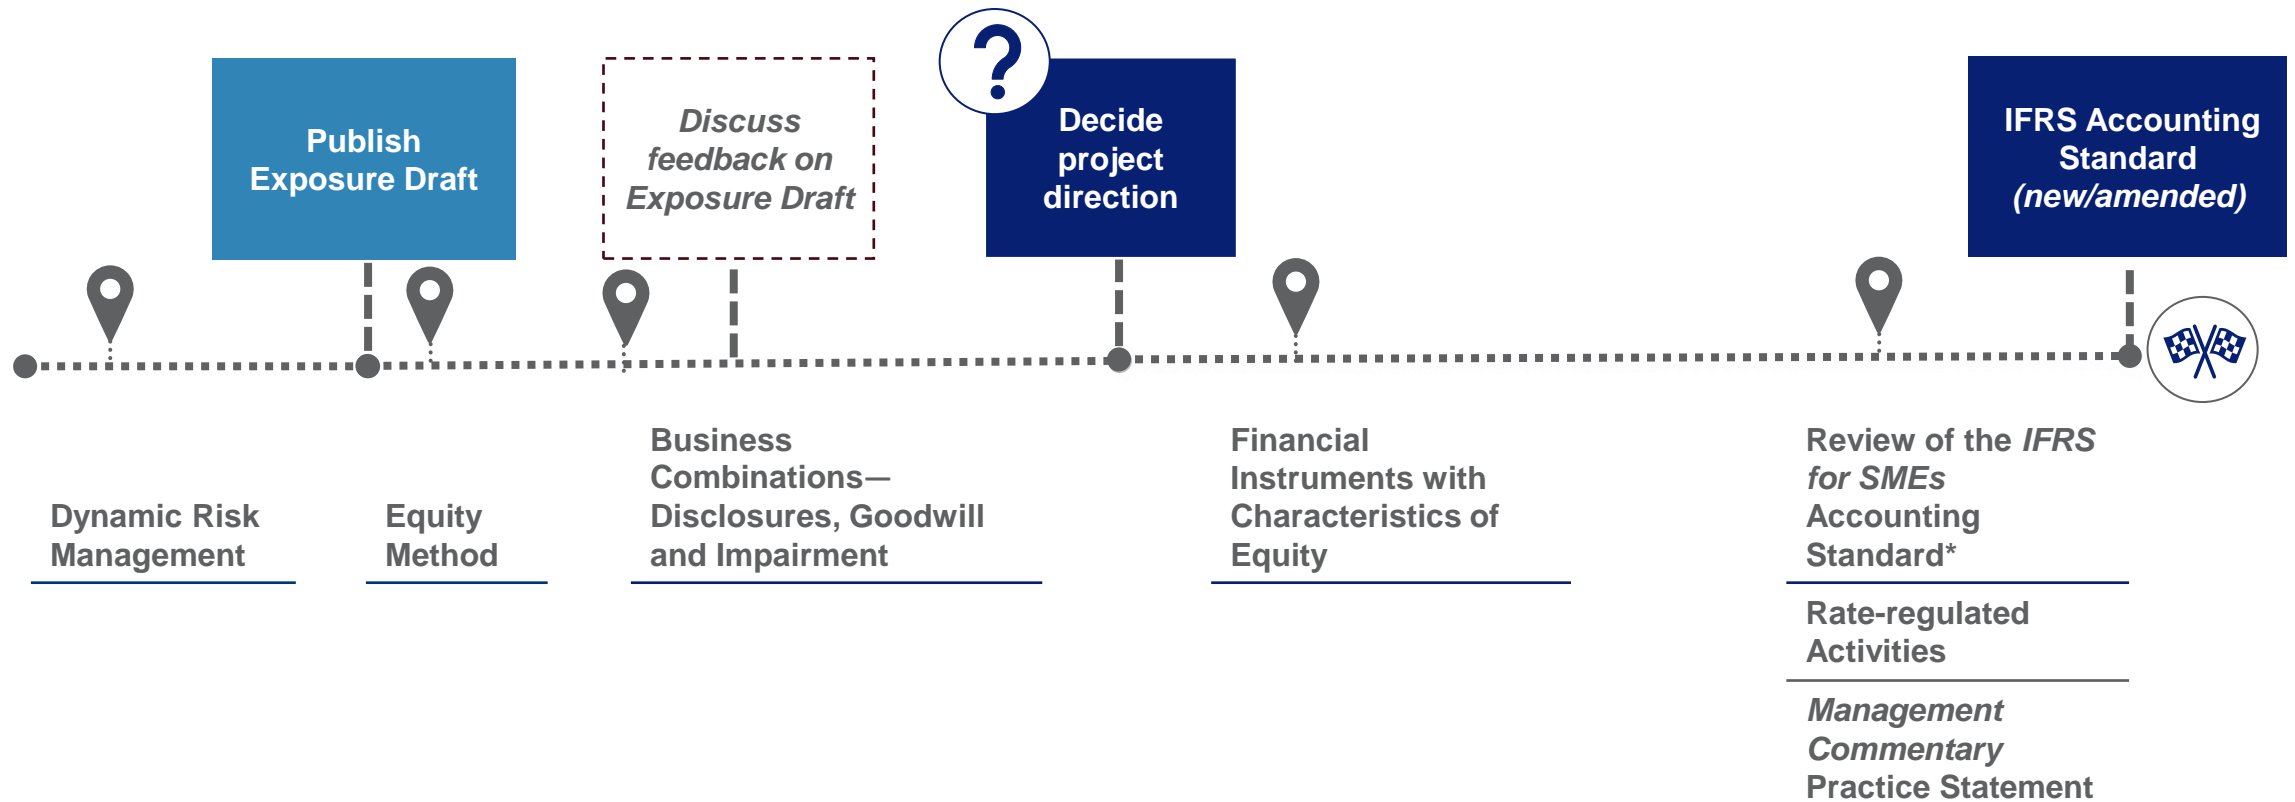 Publish
Exposure Draft
Discuss
feedback on
Exposure Draft
?
Decide
project
direction
IFRS Accounting
Standard
(new/amended)
Dynamic Risk
Management
Equity
Method
Business
Combinations—
Disclosures, Goodwill
and Impairment
Financial
Instruments with
Characteristics of
Equity
Review of the IFRS
for SMEs
Accounting
Standard*
Rate-regulated
Activities
Management
Commentary
Practice Statement